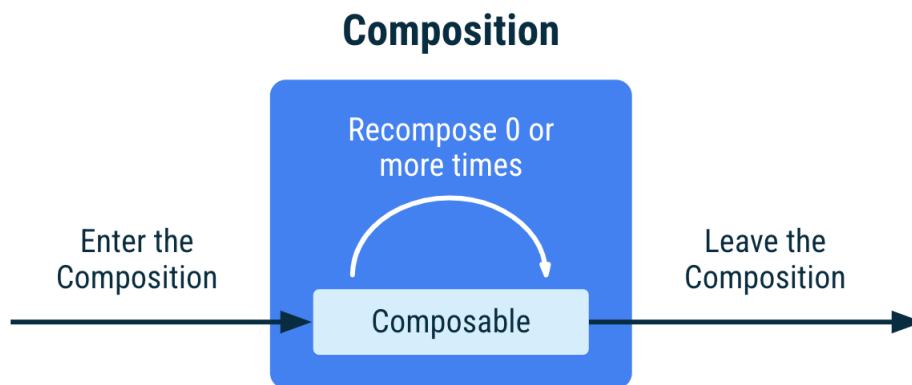 Composition
Recompose 0 or
more times
Enter the
Composition
Leave the
Composition
Composable